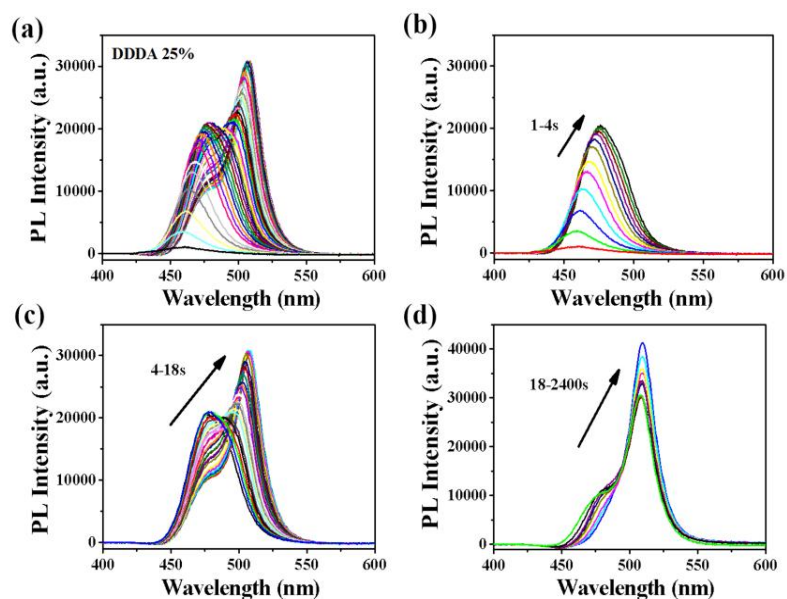 (a)
DDDA 25%
PL Intensity (a.u.)
30000
20000
10000
0
400 450 500 550 600
Wavelength (nm)
(b)
1-4s
PL Intensity (a.u.)
30000
20000
10000
0
400 450 500 550 600
Wavelength (nm)
(c)
4-18s
PL Intensity (a.u.)
30000
20000
10000
0
400 450 500 550 600
Wavelength (nm)
(d)
18-2400s
PL Intensity (a.u.)
40000
30000
20000
10000
0
400 450 500 550 600
Wavelength (nm)